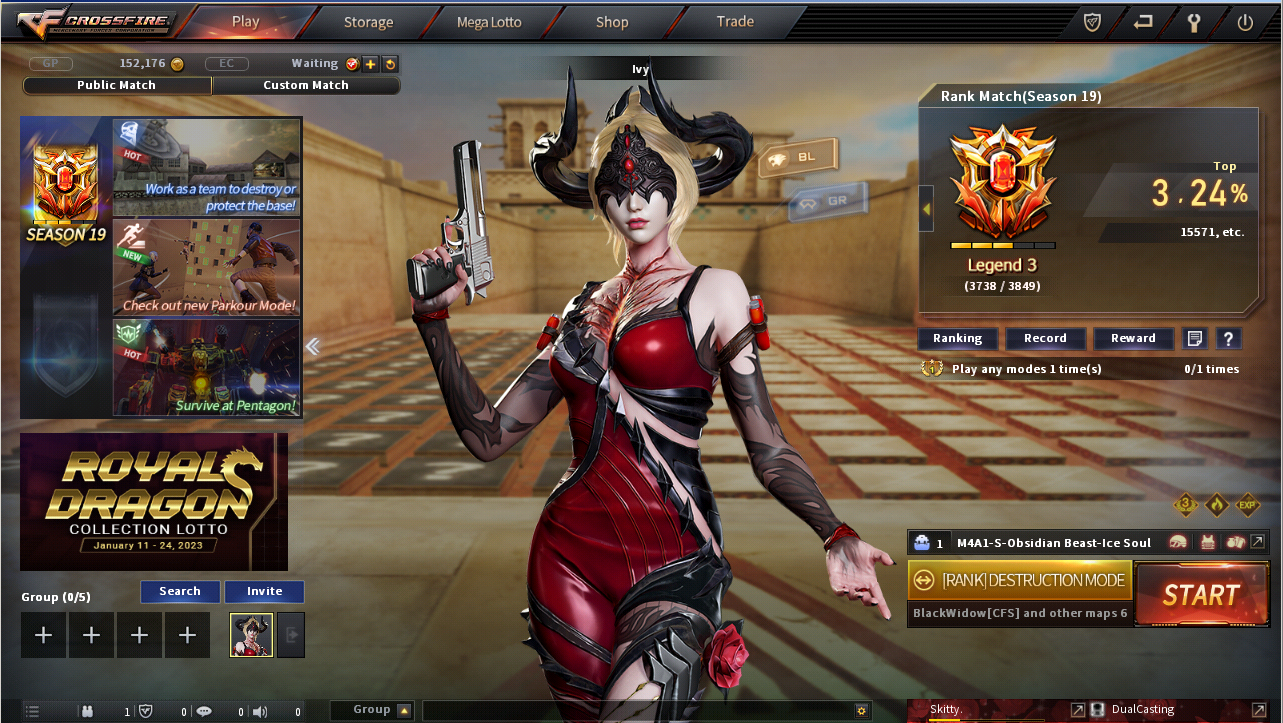 CROSSFIRE
Play
Storage
Mega Lotto
Shop
Trade
GP
152,176
EC
Waiting
Public Match
Custom Match
Ivy
SEASON 19
HOT
Work as a team to destroy or
protect the base!
NEW
Check out new Parkour Mode!
HOT
Survive at Pentagon!
BL
GR
Rank Match(Season 19)
Top
3.24%
15571, etc.
Legend 3
(3738 / 3849)
Ranking
Record
Reward
?
1
Play any modes 1 time(s)
0/1 times
ROYAL
DRAGON
COLLECTION LOTTO
January 11 - 24, 2023
Group (0/5)
Search
Invite
3
EXP
1
M4A1-S-Obsidian Beast-Ice Soul
[RANK] DESTRUCTION MODE
START
BlackWidow[CFS] and other maps 6
1
0
0
0
Group
Skitty.
DualCasting